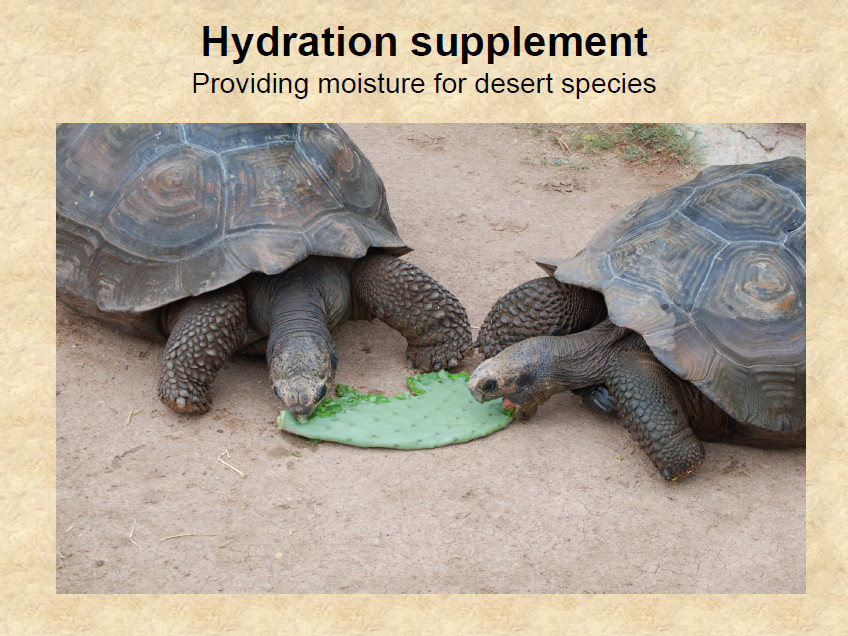 Hydration supplement
Providing moisture for desert species